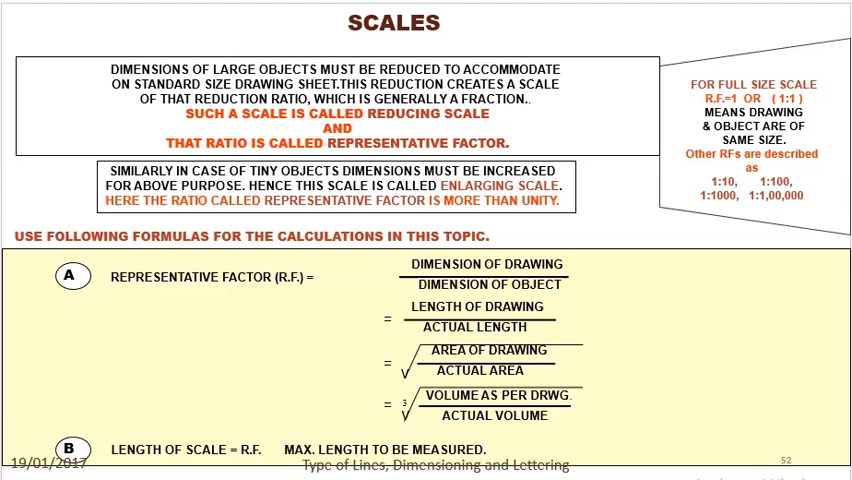 SCALES
DIMENSIONS OF LARGE OBJECTS MUST BE REDUCED TO ACCOMMODATE
ON STANDARD SIZE DRAWING SHEET.THIS REDUCTION CREATES A SCALE
OF THAT REDUCTION RATIO, WHICH IS GENERALLY A FRACTION..
SUCH A SCALE IS CALLED REDUCING SCALE
AND
THAT RATIO IS CALLED REPRESENTATIVE FACTOR.
SIMILARLY IN CASE OF TINY OBJECTS DIMENSIONS MUST BE INCREASED
FOR ABOVE PURPOSE. HENCE THIS SCALE IS CALLED ENLARGING SCALE.
HERE THE RATIO CALLED REPRESENTATIVE FACTOR IS MORE THAN UNITY.
FOR FULL SIZE SCALE
R.F.=1 OR ( 1:1 )
MEANS DRAWING
& OBJECT ARE OF
SAME SIZE.
Other RFs are described
as
1:10, 1:100,
1:1000, 1:1,00,000
USE FOLLOWING FORMULAS FOR THE CALCULATIONS IN THIS TOPIC.
A
REPRESENTATIVE FACTOR (R.F.) =
DIMENSION OF DRAWING
DIMENSION OF OBJECT
=
LENGTH OF DRAWING
ACTUAL LENGTH
= √
AREA OF DRAWING
ACTUAL AREA
= 3√
VOLUME AS PER DRWG.
ACTUAL VOLUME
B
LENGTH OF SCALE = R.F. MAX. LENGTH TO BE MEASURED.
19/01/2017
Type of Lines, Dimensioning and Lettering
52